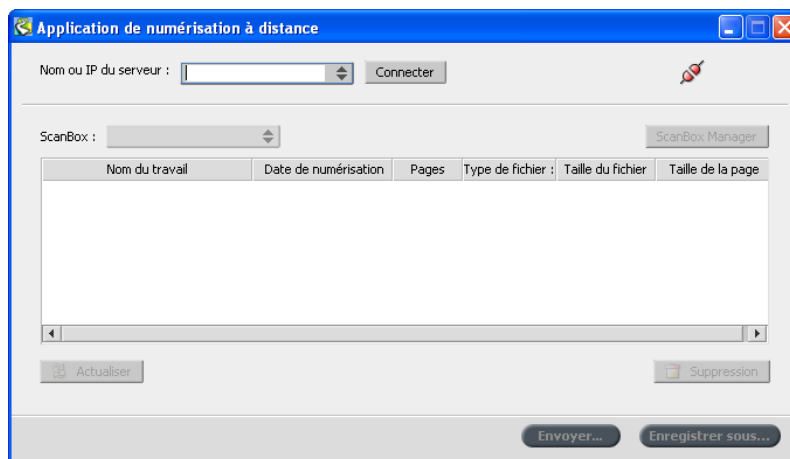 Application de numérisation à distance
Nom ou IP du serveur : Connecter
ScanBox : ScanBox Manager
Nom du travail Date de numérisation Pages Type de fichier : Taille du fichier Taille de la page
Actualiser Suppression
Envoyer... Enregistrer sous...